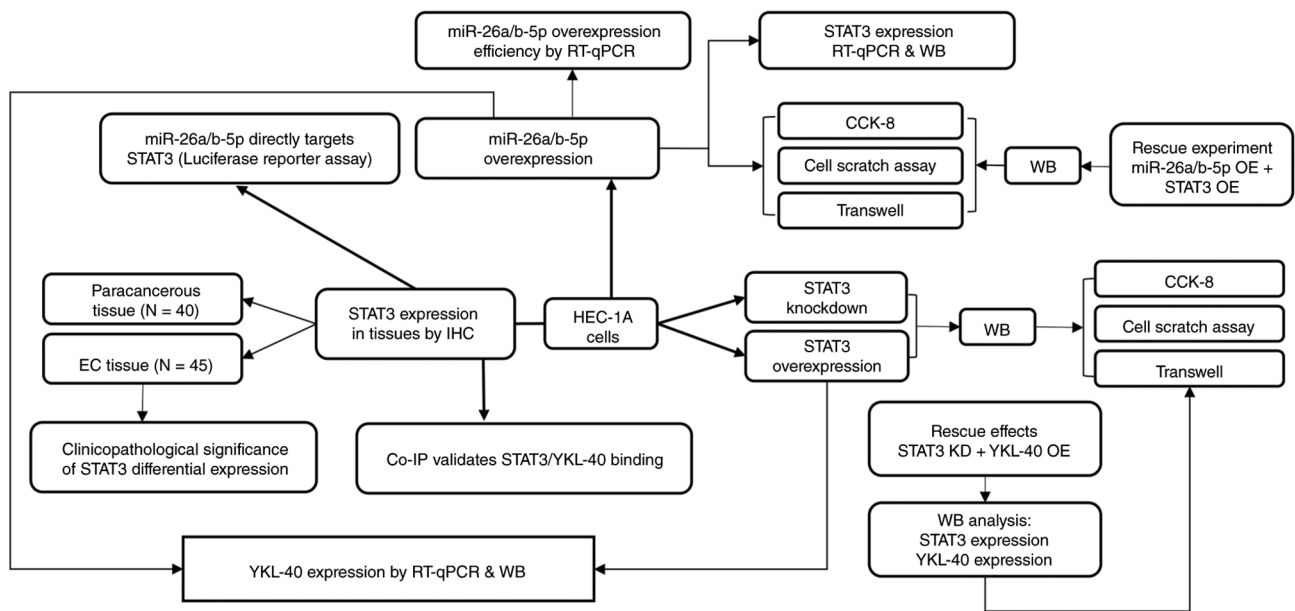 miR-26a/b-5p overexpression
efficiency by RT-qPCR
STAT3 expression
RT-qPCR & WB
miR-26a/b-5p directly targets
STAT3 (Luciferase reporter assay)
miR-26a/b-5p
overexpression
CCK-8
Cell scratch assay
Transwell
WB
Rescue experiment
miR-26a/b-5p OE +
STAT3 OE
Paracancerous
tissue (N = 40)
EC tissue (N = 45)
STAT3 expression
in tissues by IHC
HEC-1A
cells
STAT3
knockdown
STAT3
overexpression
WB
CCK-8
Cell scratch assay
Transwell
Clinicopathological significance
of STAT3 differential expression
Co-IP validates STAT3/YKL-40 binding
Rescue effects
STAT3 KD + YKL-40 OE
WB analysis:
STAT3 expression
YKL-40 expression
YKL-40 expression by RT-qPCR & WB